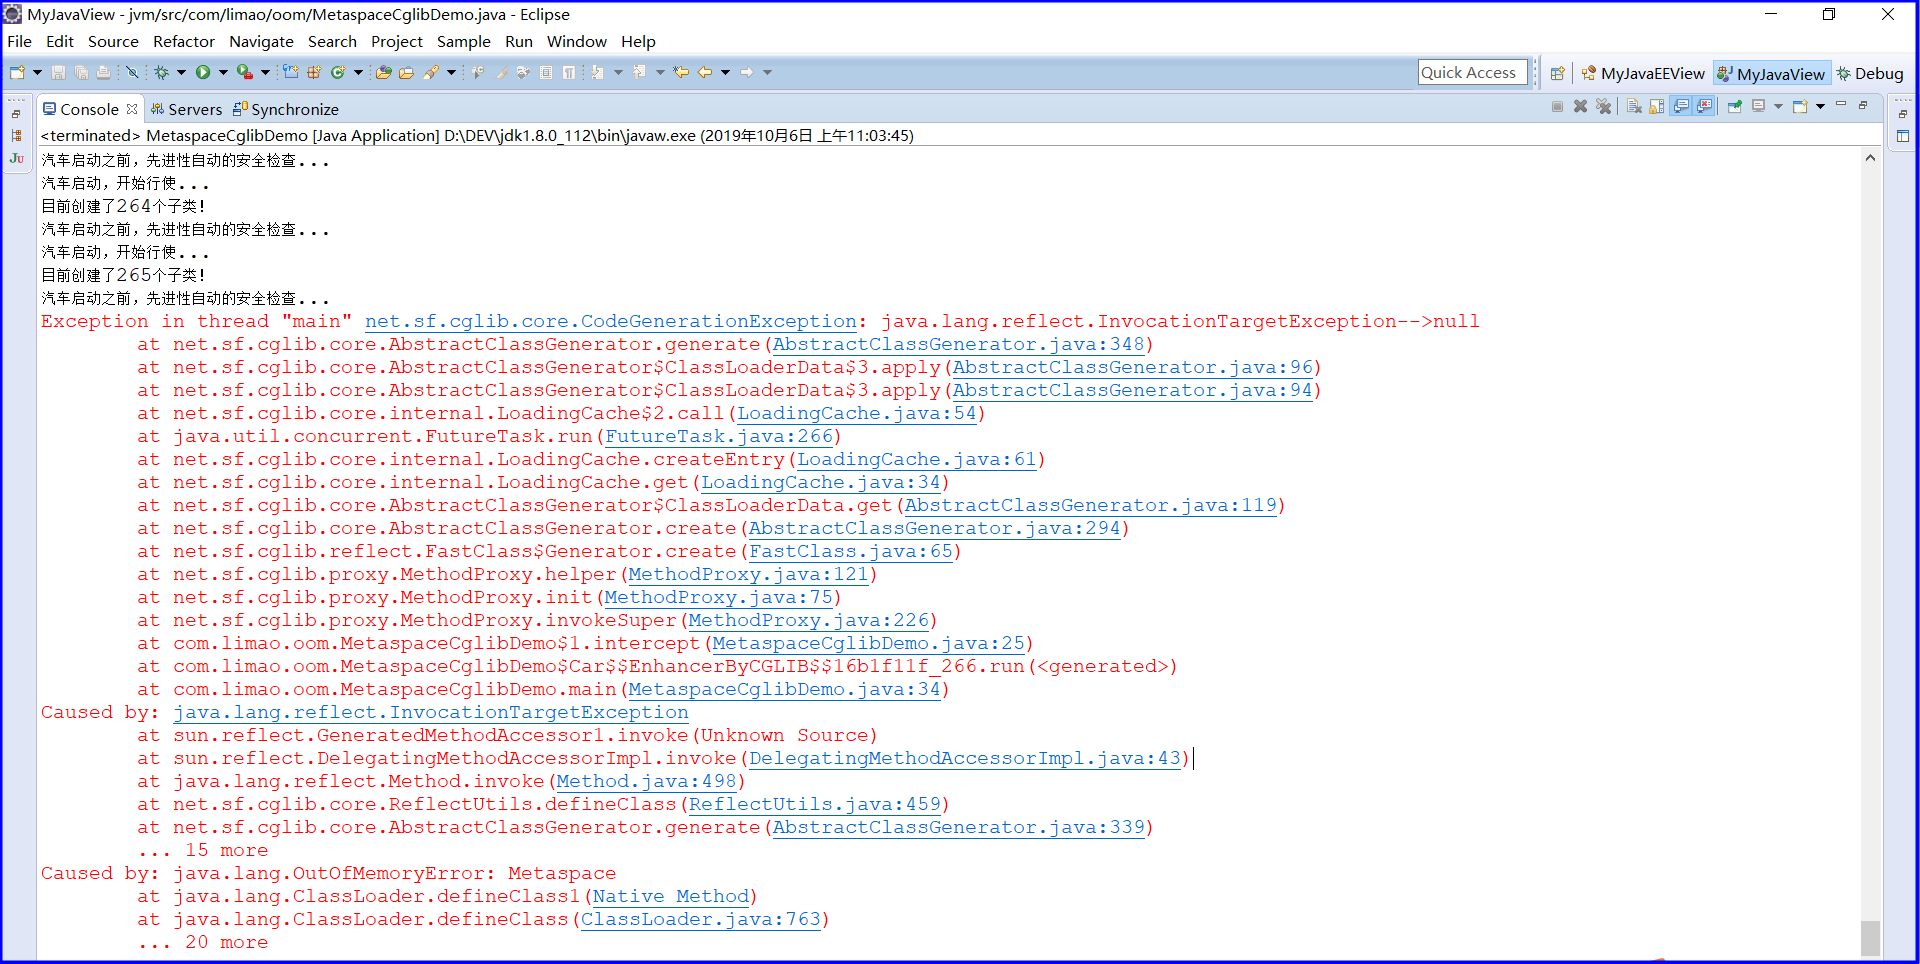 MyJavaView - jvm/src/com/limao/oom/MetaspaceCglibDemo.java - Eclipse
File Edit Source Refactor Navigate Search Project Sample Run Window Help
Quick Access MyJavaEEView MyJavaView Debug
Console Servers Synchronize
<terminated> MetaspaceCglibDemo [Java Application] D:\DEV\jdk1.8.0_112\bin\javaw.exe (2019年10月6日 上午11:03:45)
汽车启动之前，先进性自动的安全检查...
汽车启动，开始行使...
目前创建了264个子类!
汽车启动之前，先进性自动的安全检查...
汽车启动，开始行使...
目前创建了265个子类!
汽车启动之前，先进性自动的安全检查...
Exception in thread "main" net.sf.cglib.core.CodeGenerationException: java.lang.reflect.InvocationTargetException-->null
at net.sf.cglib.core.AbstractClassGenerator.generate(AbstractClassGenerator.java:348)
at net.sf.cglib.core.AbstractClassGenerator$ClassLoaderData$3.apply(AbstractClassGenerator.java:96)
at net.sf.cglib.core.AbstractClassGenerator$ClassLoaderData$3.apply(AbstractClassGenerator.java:94)
at net.sf.cglib.core.internal.LoadingCache$2.call(LoadingCache.java:54)
at java.util.concurrent.FutureTask.run(FutureTask.java:266)
at net.sf.cglib.core.internal.LoadingCache.createEntry(LoadingCache.java:61)
at net.sf.cglib.core.internal.LoadingCache.get(LoadingCache.java:34)
at net.sf.cglib.core.AbstractClassGenerator$ClassLoaderData.get(AbstractClassGenerator.java:119)
at net.sf.cglib.core.AbstractClassGenerator.create(AbstractClassGenerator.java:294)
at net.sf.cglib.reflect.FastClass$Generator.create(FastClass.java:65)
at net.sf.cglib.proxy.MethodProxy.helper(MethodProxy.java:121)
at net.sf.cglib.proxy.MethodProxy.init(MethodProxy.java:75)
at net.sf.cglib.proxy.MethodProxy.invokeSuper(MethodProxy.java:226)
at com.limao.oom.MetaspaceCglibDemo$1.intercept(MetaspaceCglibDemo.java:25)
at com.limao.oom.MetaspaceCglibDemo$Car$$EnhancerByCGLIB$$16b1f11f_266.run(<generated>)
at com.limao.oom.MetaspaceCglibDemo.main(MetaspaceCglibDemo.java:34)
Caused by: java.lang.reflect.InvocationTargetException
at sun.reflect.GeneratedMethodAccessor1.invoke(Unknown Source)
at sun.reflect.DelegatingMethodAccessorImpl.invoke(DelegatingMethodAccessorImpl.java:43)
at java.lang.reflect.Method.invoke(Method.java:498)
at net.sf.cglib.core.ReflectUtils.defineClass(ReflectUtils.java:459)
at net.sf.cglib.core.AbstractClassGenerator.generate(AbstractClassGenerator.java:339)
... 15 more
Caused by: java.lang.OutOfMemoryError: Metaspace
at java.lang.ClassLoader.defineClass1(Native Method)
at java.lang.ClassLoader.defineClass(ClassLoader.java:763)
... 20 more